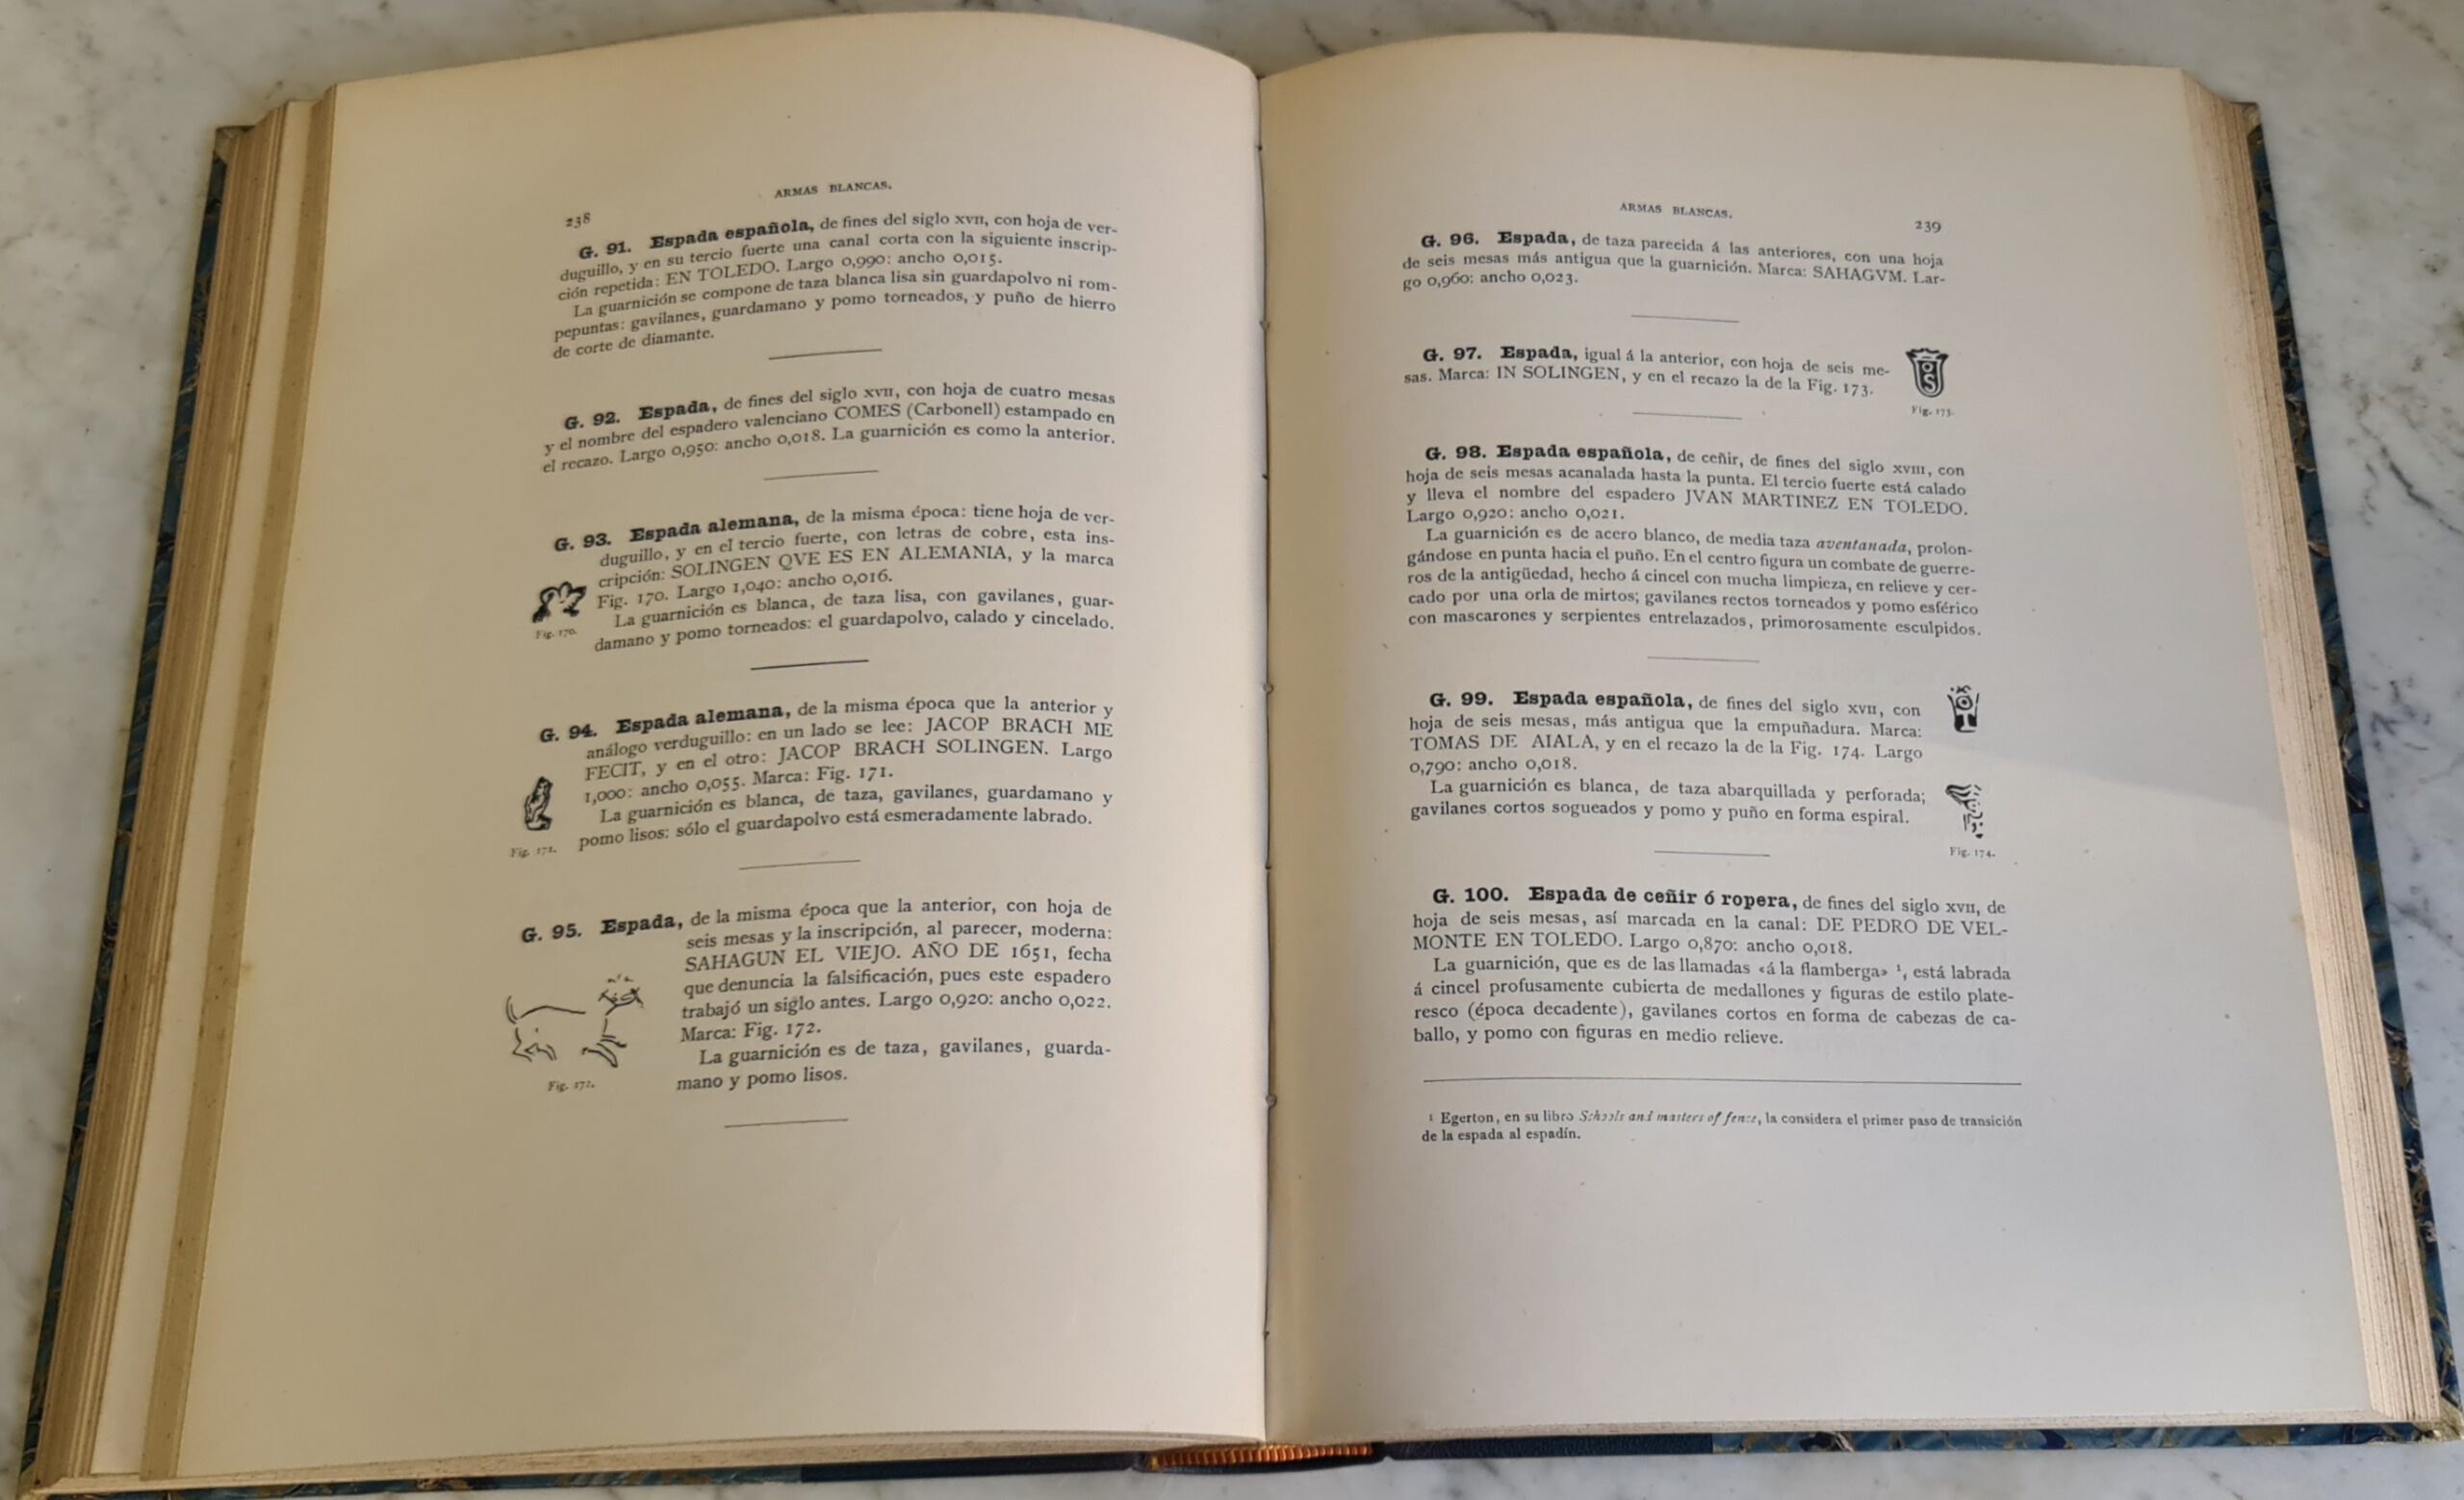 ARMAS BLANCAS.
238
G. 91. Espada española, de fines del siglo XVII, con hoja de ver-
duguillo, y en su tercio fuerte una canal corta con la siguiente inscrip-
ción repetida: EN TOLEDO. Largo 0,990: ancho 0,015.
La guarnición se compone de taza blanca lisa sin guardapolvo ni rom-
pepuntas: gavilanes, guardamano y pomo torneados, y puño de hierro
de corte de diamante.
G. 92. Espada, de fines del siglo XVII, con hoja de cuatro mesas
y el nombre del espadero valenciano COMES (Carbonell) estampado en
el recazo. Largo 0,950: ancho 0,018. La guarnición es como la anterior.
G. 93. Espada alemana, de la misma época: tiene hoja de ver-
duguillo, y en el tercio fuerte, con letras de cobre, esta ins-
cripción: SOLINGEN QVE ES EN ALEMANIA, y la marca
Fig. 170. Largo 1,040: ancho 0,016.
La guarnición es blanca, de taza lisa, con gavilanes, guar-
damano y pomo torneados: el guardapolvo, calado y cincelado.
Fig. 170.
G. 94. Espada alemana, de la misma época que la anterior y
análogo verduguillo: en un lado se lee: JACOP BRACH ME
FECIT, y en el otro: JACOP BRACH SOLINGEN. Largo
1,000: ancho 0,055. Marca: Fig. 171.
La guarnición es blanca, de taza, gavilanes, guardamano y
pomo lisos: sólo el guardapolvo está esmeradamente labrado.
Fig. 171.
G. 95. Espada, de la misma época que la anterior, con hoja de
seis mesas y la inscripción, al parecer, moderna:
SAHAGUN EL VIEJO. AÑO DE 1651, fecha
que denuncia la falsificación, pues este espadero
trabajó un siglo antes. Largo 0,920: ancho 0,022.
Marca: Fig. 172.
La guarnición es de taza, gavilanes, guarda-
mano y pomo lisos.
Fig. 172.
ARMAS BLANCAS.
239
G. 96. Espada, de taza parecida á las anteriores, con una hoja
de seis mesas más antigua que la guarnición. Marca: SAHAGVM. Lar-
go 0,960: ancho 0,023.
G. 97. Espada, igual á la anterior, con hoja de seis me-
sas. Marca: IN SOLINGEN, y en el recazo la de la Fig. 173.
Fig. 173.
G. 98. Espada española, de ceñir, de fines del siglo XVIII, con
hoja de seis mesas acanalada hasta la punta. El tercio fuerte está calado
y lleva el nombre del espadero JVAN MARTINEZ EN TOLEDO.
Largo 0,920: ancho 0,021.
La guarnición es de acero blanco, de media taza aventanada, prolon-
gándose en punta hacia el puño. En el centro figura un combate de guerre-
ros de la antigüedad, hecho á cincel con mucha limpieza, en relieve y cer-
cado por una orla de mirtos; gavilanes rectos torneados y pomo esférico
con mascarones y serpientes entrelazados, primorosamente esculpidos.
G. 99. Espada española, de fines del siglo XVII, con
hoja de seis mesas, más antigua que la empuñadura. Marca:
TOMAS DE AIALA, y en el recazo la de la Fig. 174. Largo
0,790: ancho 0,018.
La guarnición es blanca, de taza abarquillada y perforada;
gavilanes cortos sogueados y pomo y puño en forma espiral.
Fig. 174.
G. 100. Espada de ceñir ó ropera, de fines del siglo XVII, de
hoja de seis mesas, así marcada en la canal: DE PEDRO DE VEL-
MONTE EN TOLEDO. Largo 0,870: ancho 0,018.
La guarnición, que es de las llamadas «á la flamberga» ¹, está labrada
á cincel profusamente cubierta de medallones y figuras de estilo plate-
resco (época decadente), gavilanes cortos en forma de cabezas de ca-
ballo, y pomo con figuras en medio relieve.
¹ Egerton, en su libro Schools and masters of fence, la considera el primer paso de transición
de la espada al espadín.